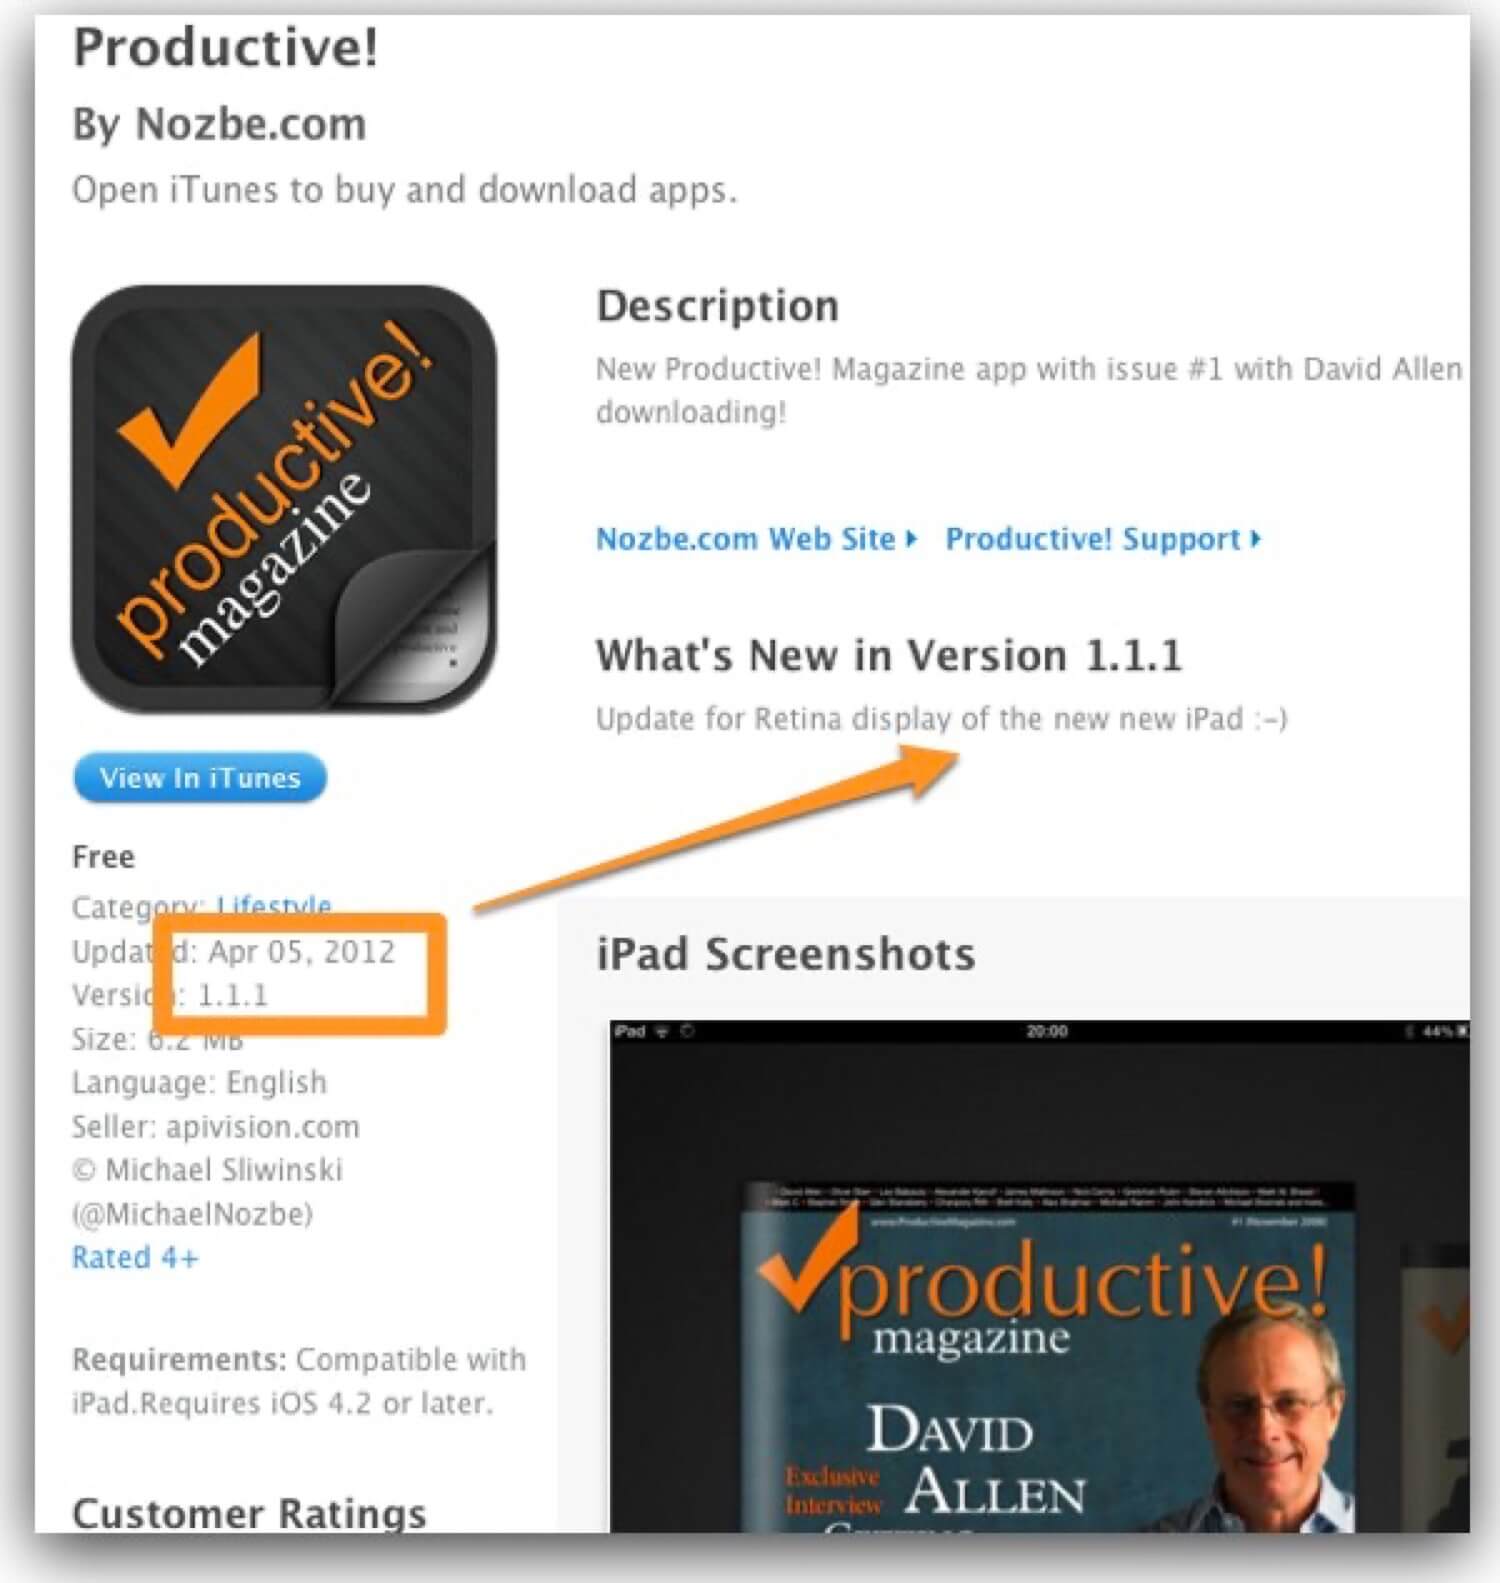 Productive!
By Nozbe.com
Open iTunes to buy and download apps.
productive!
magazine
View In iTunes
Free
Category: Lifestyle
Updated: Apr 05, 2012
Version: 1.1.1
Size: 6.2 MB
Language: English
Seller: apivision.com
© Michael Sliwinski
(@MichaelNozbe)
Rated 4+
Requirements: Compatible with
iPad.Requires iOS 4.2 or later.
Customer Ratings
Description
New Productive! Magazine app with issue #1 with David Allen
downloading!
Nozbe.com Web Site Productive! Support
What's New in Version 1.1.1
Update for Retina display of the new new iPad :-)
iPad Screenshots
iPad 20:00 44%
www.ProductiveMagazine.com
productive!
magazine
DAVID
ALLEN
Exclusive
Interview